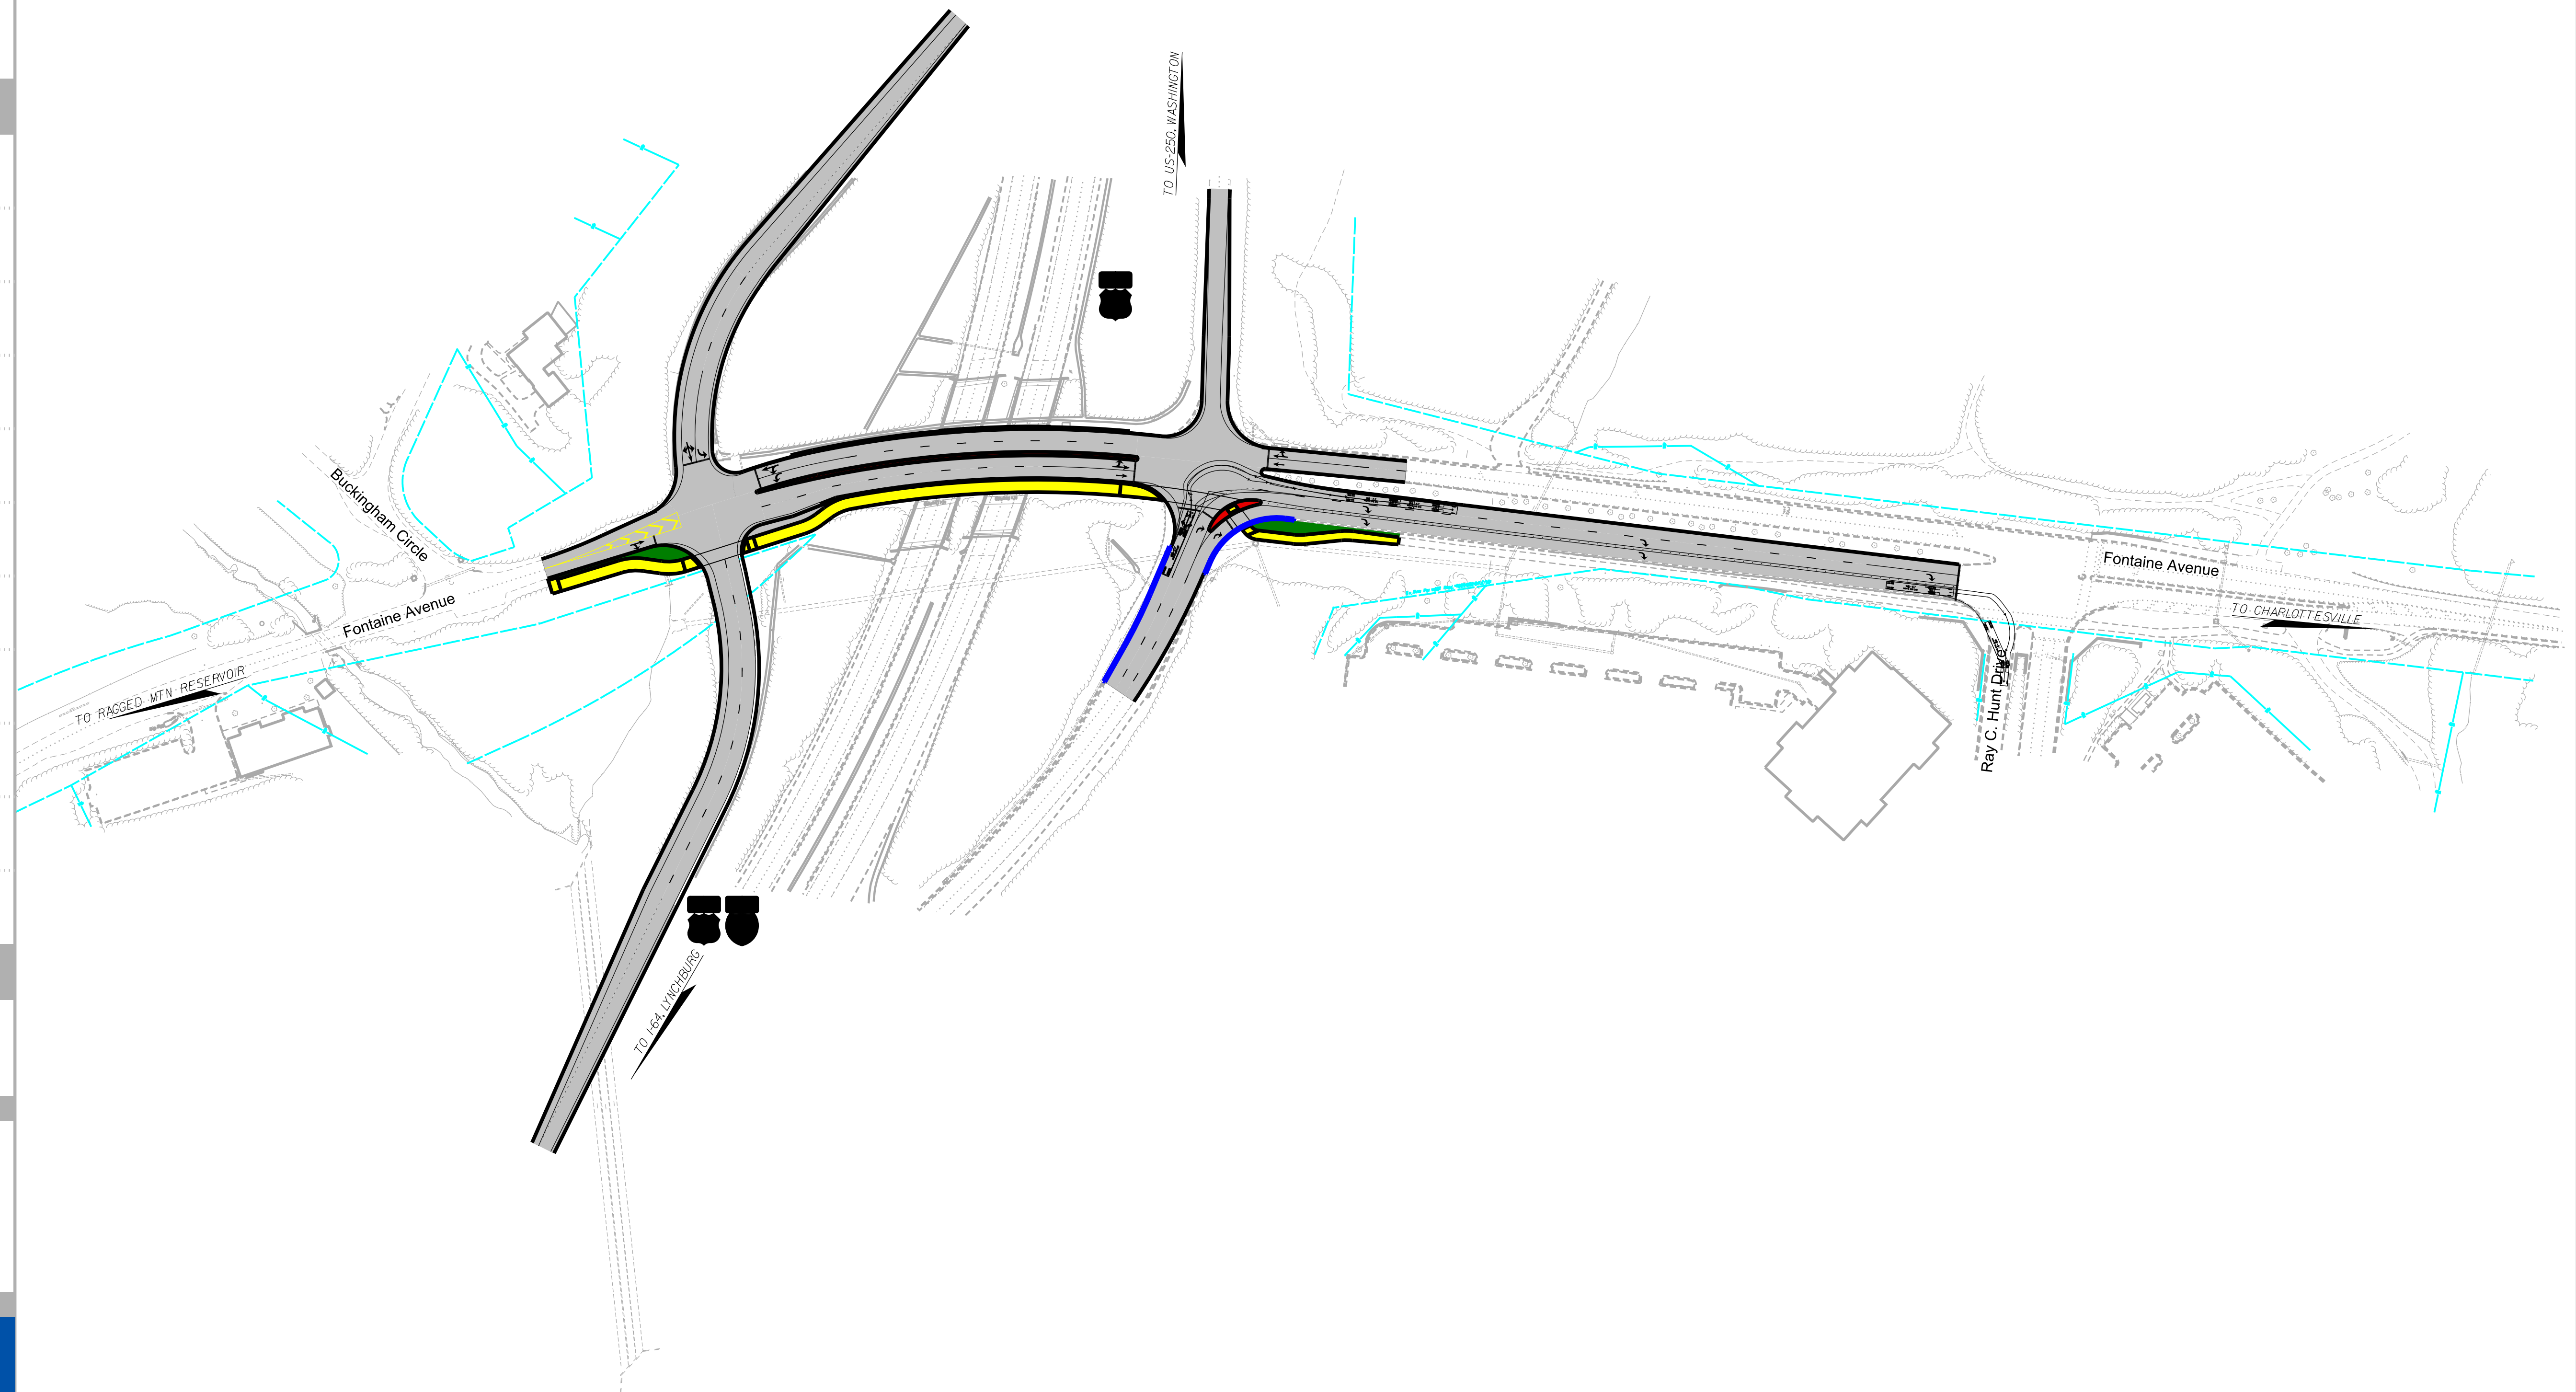 TO US-250, WASHINGTON
Buckingham Circle
Fontaine Avenue
TO RAGGED MTN RESERVOIR
Fontaine Avenue
TO CHARLOTTESVILLE
Ray C. Hunt Drive
TO I-64, LYNCHBURG